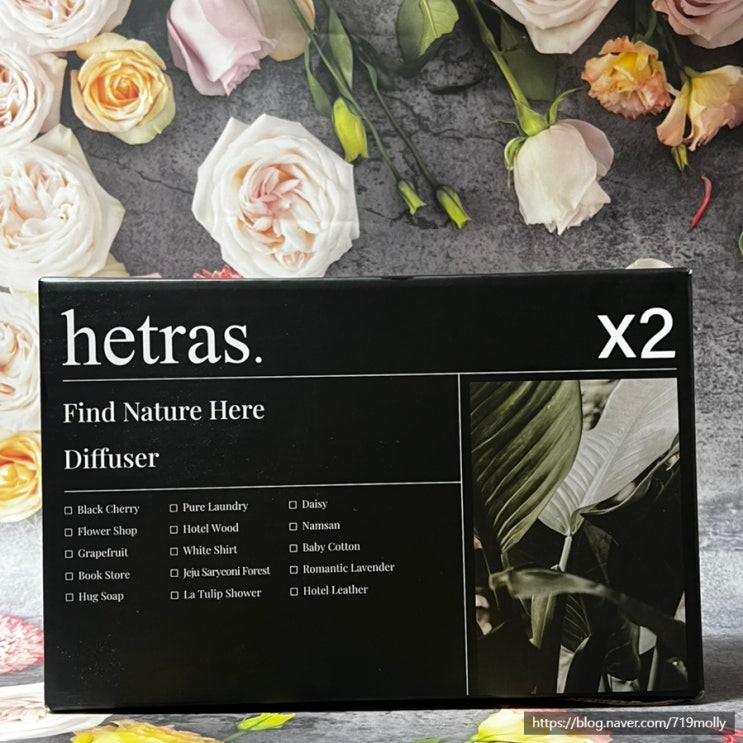 hetras.
x2
Find Nature Here
Diffuser
☐ Black Cherry
☐ Flower Shop
☐ Grapefruit
☐ Book Store
☐ Hug Soap
☐ Pure Laundry
☐ Hotel Wood
☐ White Shirt
☐ Jeju Saryeoni Forest
☐ La Tulip Shower
☐ Daisy
☐ Namsan
☐ Baby Cotton
☐ Romantic Lavender
☐ Hotel Leather
https://blog.naver.com/719molly